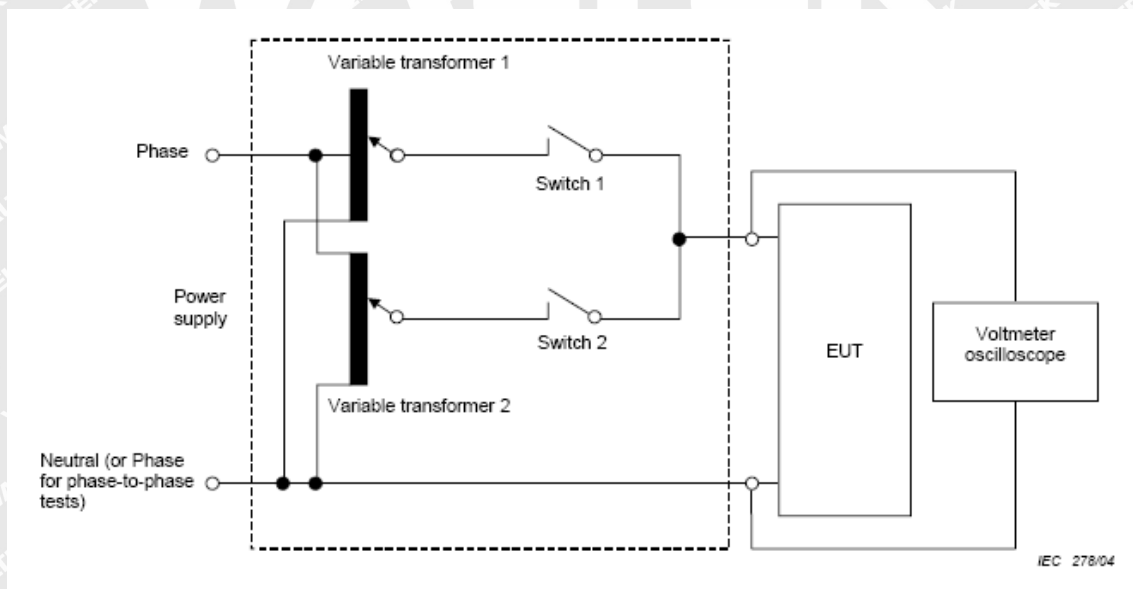 Variable transformer 1
Phase
Switch 1
Power
supply
Switch 2
Voltmeter
oscilloscope
EUT
Variable transformer 2
Neutral (or Phase
for phase-to-phase
tests)
IEC 278/04